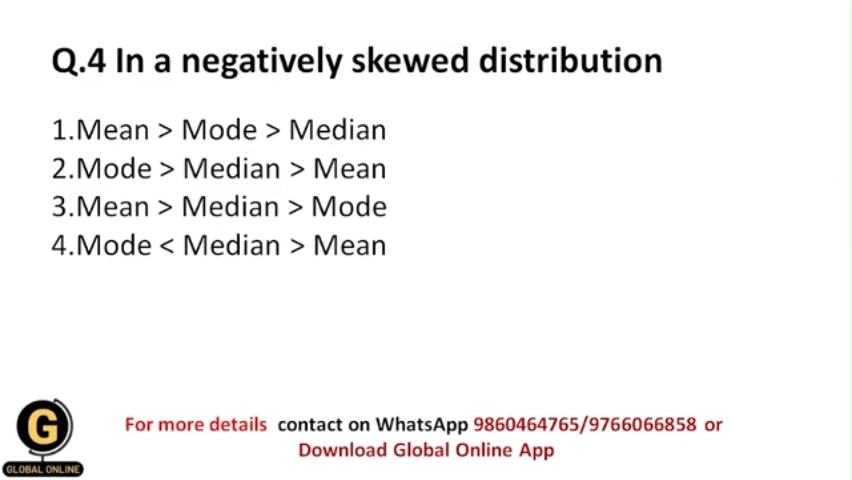 Q.4 In a negatively skewed distribution
1.Mean > Mode > Median
2.Mode > Median > Mean
3.Mean > Median > Mode
4.Mode < Median > Mean
G
GLOBAL ONLINE
For more details contact on WhatsApp 9860464765/9766066858 or
Download Global Online App